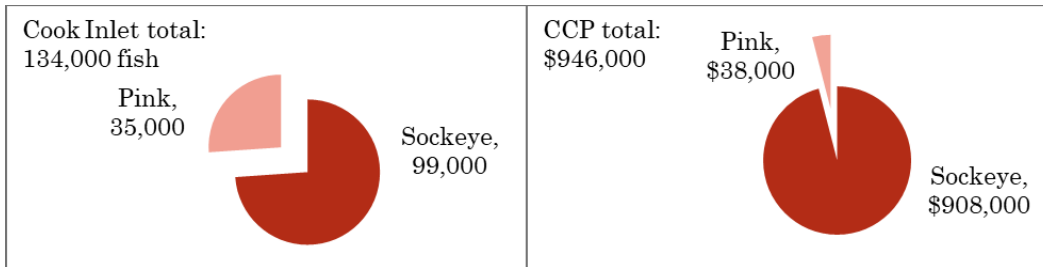 Cook Inlet total:
134,000 fish
Pink,
35,000
Sockeye,
99,000
CCP total:
$946,000
Pink,
$38,000
Sockeye,
$908,000